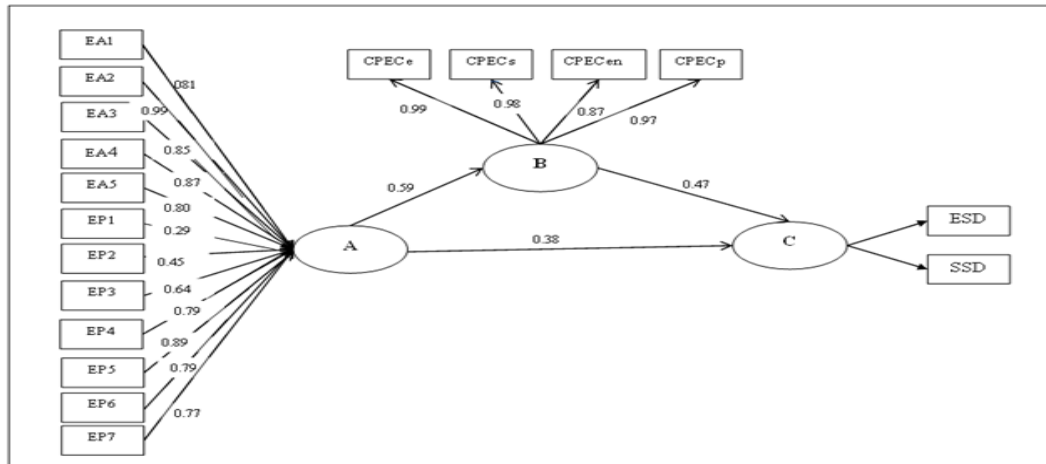 EA1
EA2
EA3
EA4
EA5
EP1
EP2
EP3
EP4
EP5
EP6
EP7
081
0.99
0.85
0.87
0.80
0.29
0.45
0.64
0.79
0.89
0.79
0.77
A
CPECe
CPECs
CPECen
CPECp
0.99
0.98
0.87
0.97
B
0.59
0.47
0.38
C
ESD
SSD